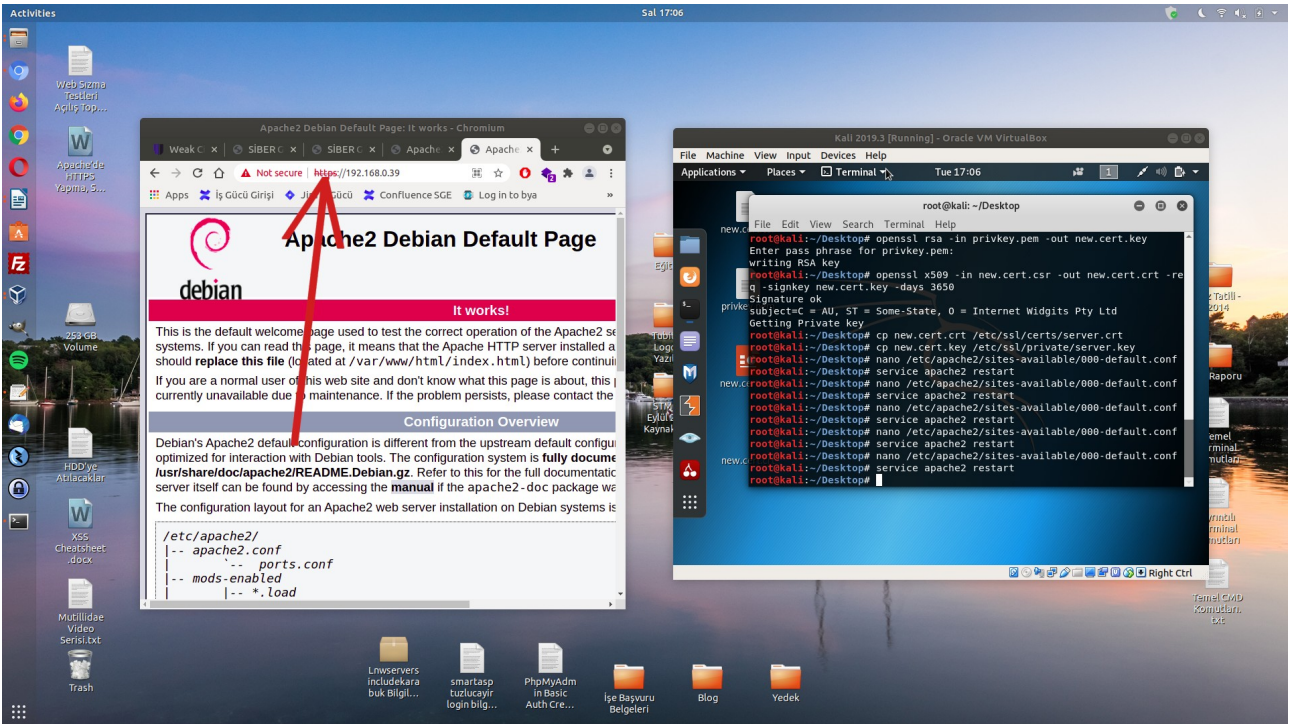 Activities
Sal 17:06
Web Sızma
Testleri
Açılış Top...
Apache'de
HTTPS
Yapma, S...
253 GB
Volume
HDD'ye
Atılacaklar
XSS
Cheatsheet
.docx
Mutillidae
Video
Serisi.txt
Trash
Apache2 Debian Default Page: It works - Chromium
Weak C
SİBER G
SİBER G
Apache
Apache
Not secure | https://192.168.0.39
Apps
İş Gücü Girişi
Gücü
Confluence SGE
Log in to bya
»
Apache2 Debian Default Page
debian
It works!
This is the default welcome page used to test the correct operation of the Apache2 se
systems. If you can read this page, it means that the Apache HTTP server installed a
should replace this file (located at /var/www/html/index.html) before continuin
If you are a normal user of this web site and don't know what this page is about, this p
currently unavailable due to maintenance. If the problem persists, please contact the
Configuration Overview
Debian's Apache2 default configuration is different from the upstream default configu
optimized for interaction with Debian tools. The configuration system is fully docume
/usr/share/doc/apache2/README.Debian.gz. Refer to this for the full documentatic
server itself can be found by accessing the manual if the apache2-doc package wa
The configuration layout for an Apache2 web server installation on Debian systems is
/etc/apache2/
|-- apache2.conf
| `-- ports.conf
|-- mods-enabled
| |-- *.load
Kali 2019.3 [Running] - Oracle VM VirtualBox
File Machine View Input Devices Help
Applications Places Terminal Tue 17:06 1
root@kali: ~/Desktop
File Edit View Search Terminal Help
root@kali:~/Desktop# openssl rsa -in privkey.pem -out new.cert.key
Enter pass phrase for privkey.pem:
writing RSA key
root@kali:~/Desktop# openssl x509 -in new.cert.csr -out new.cert.crt -re
q -signkey new.cert.key -days 3650
Signature ok
subject=C = AU, ST = Some-State, O = Internet Widgits Pty Ltd
Getting Private key
root@kali:~/Desktop# cp new.cert.crt /etc/ssl/certs/server.crt
root@kali:~/Desktop# cp new.cert.key /etc/ssl/private/server.key
root@kali:~/Desktop# nano /etc/apache2/sites-available/000-default.conf
root@kali:~/Desktop# service apache2 restart
root@kali:~/Desktop# nano /etc/apache2/sites-available/000-default.conf
root@kali:~/Desktop# service apache2 restart
root@kali:~/Desktop# nano /etc/apache2/sites-available/000-default.conf
root@kali:~/Desktop# service apache2 restart
root@kali:~/Desktop# nano /etc/apache2/sites-available/000-default.conf
root@kali:~/Desktop# service apache2 restart
root@kali:~/Desktop# nano /etc/apache2/sites-available/000-default.conf
root@kali:~/Desktop# service apache2 restart
root@kali:~/Desktop#
Right Ctrl
2014
Raporu
Temel CMD
Komutları.
txt
Lnwservers
includekara
buk Bilgil...
smartasp
tuzlucayir
login bilg...
PhpMyAdm
in Basic
Auth Cre...
İşe Başvuru
Belgeleri
Blog
Yedek